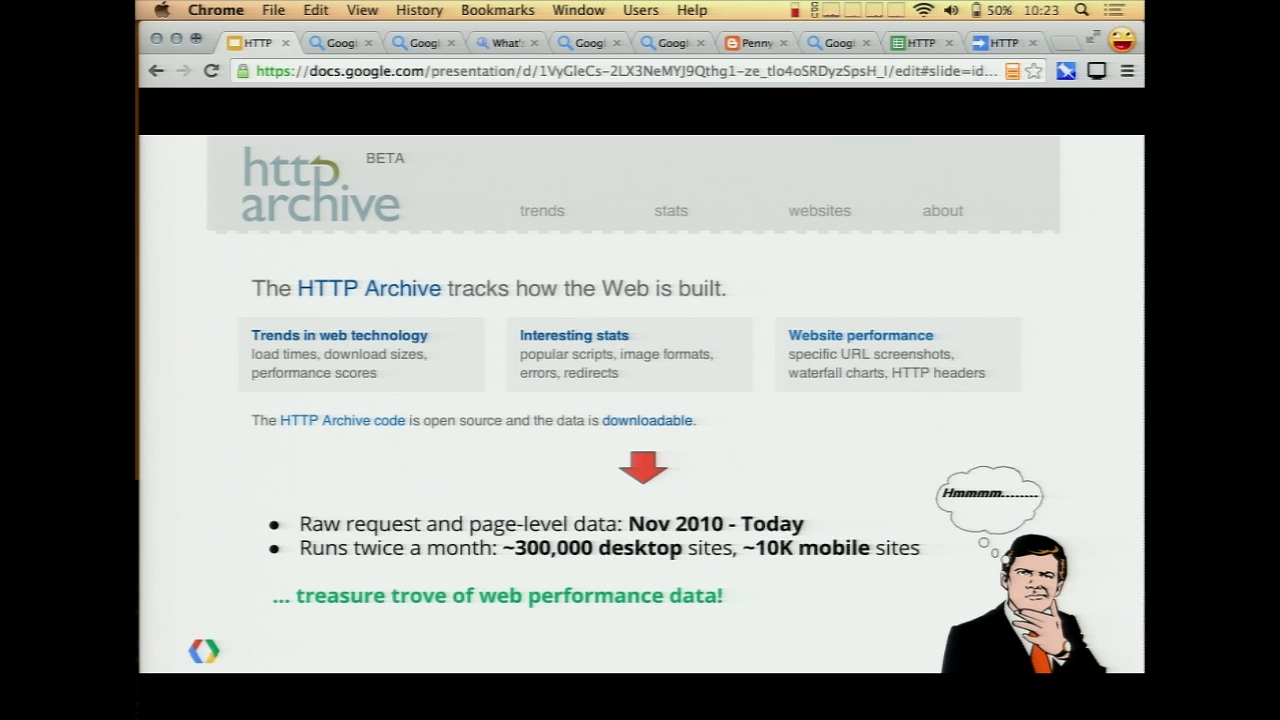 Chrome File Edit View History Bookmarks Window Users Help 50% 10:23
HTTP Googl Googl What's Googl Googl Penny Googl HTTP HTTP
https://docs.google.com/presentation/d/1VyGleCs-2LX3NeMYJ9Qthg1-ze_tlo4oSRDyzSpsH_I/edit#slide=id...
http archive BETA
trends stats websites about
The HTTP Archive tracks how the Web is built.
Trends in web technology
load times, download sizes,
performance scores
Interesting stats
popular scripts, image formats,
errors, redirects
Website performance
specific URL screenshots,
waterfall charts, HTTP headers
The HTTP Archive code is open source and the data is downloadable.
Hmmmm........
● Raw request and page-level data: Nov 2010 - Today
● Runs twice a month: ~300,000 desktop sites, ~10K mobile sites
... treasure trove of web performance data!